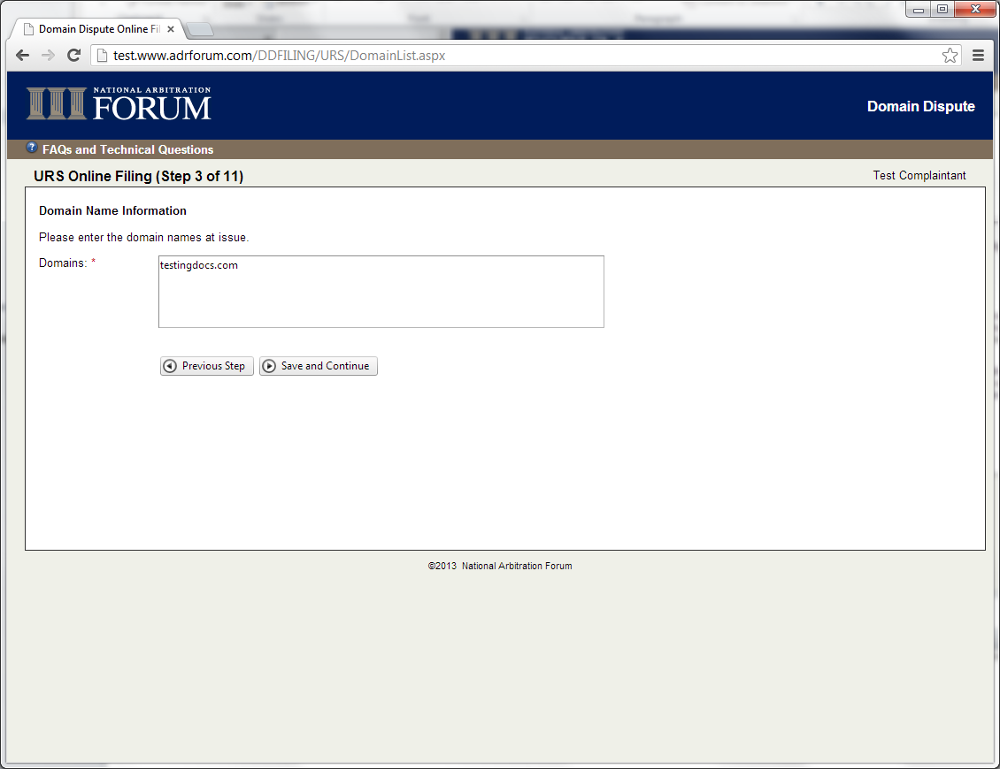 Domain Dispute Online Fil
test.www.adrforum.com/DDFILING/URS/DomainList.aspx
NATIONAL ARBITRATION
FORUM
Domain Dispute
? FAQs and Technical Questions
URS Online Filing (Step 3 of 11)
Test Complaintant
Domain Name Information
Please enter the domain names at issue.
Domains: *
testingdocs.com
Previous Step
Save and Continue
©2013 National Arbitration Forum